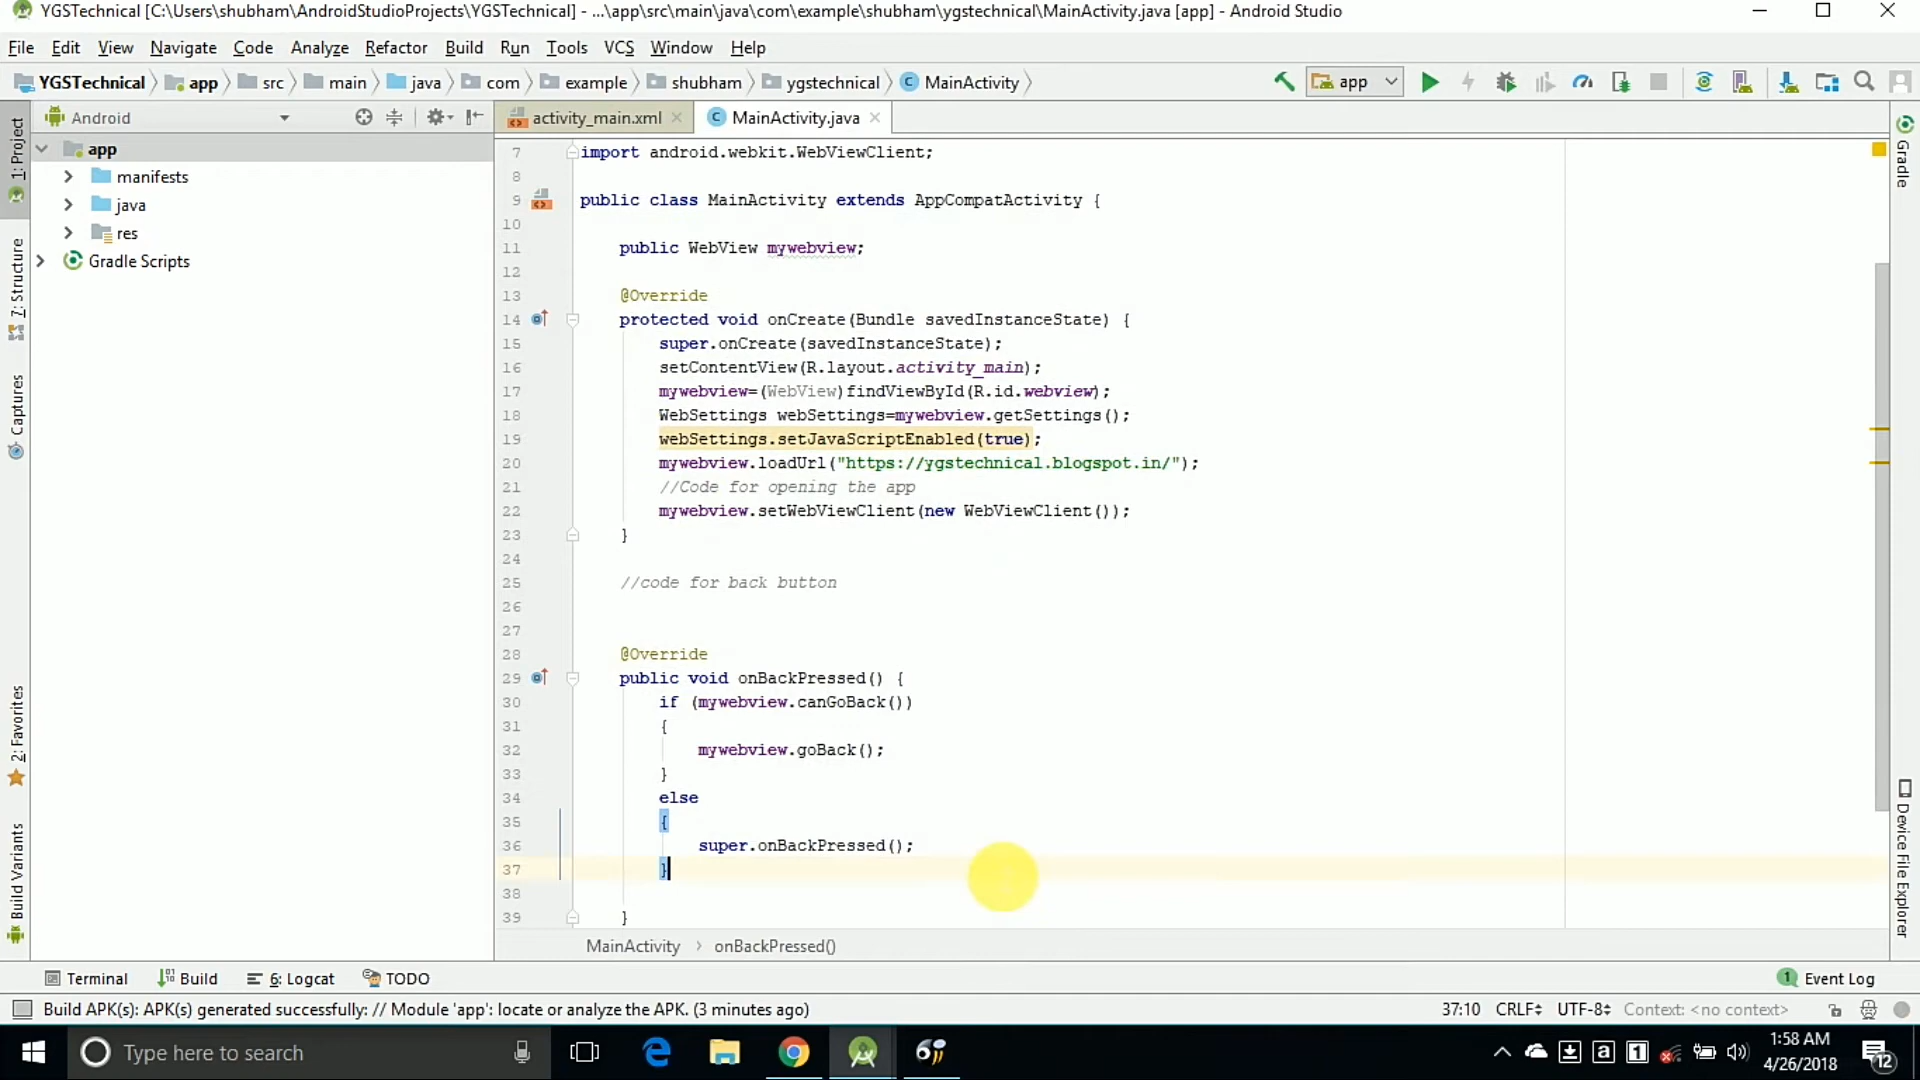 YGSTechnical [C:\Users\shubham\AndroidStudioProjects\YGSTechnical] - ...\app\src\main\java\com\example\shubham\ygstechnical\MainActivity.java [app] - Android Studio
File Edit View Navigate Code Analyze Refactor Build Run Tools VCS Window Help
YGSTechnical app src main java com example shubham ygstechnical MainActivity app
Android
activity_main.xml MainActivity.java
1: Project
7: Structure
Captures
2: Favorites
Build Variants
app
manifests
java
res
Gradle Scripts
7 import android.webkit.WebViewClient;
8
9 public class MainActivity extends AppCompatActivity {
10
11 public WebView mywebview;
12
13 @Override
14 protected void onCreate(Bundle savedInstanceState) {
15 super.onCreate(savedInstanceState);
16 setContentView(R.layout.activity_main);
17 mywebview=(WebView)findViewById(R.id.webview);
18 WebSettings webSettings=mywebview.getSettings();
19 webSettings.setJavaScriptEnabled(true);
20 mywebview.loadUrl("https://ygstechnical.blogspot.in/");
21 //Code for opening the app
22 mywebview.setWebViewClient(new WebViewClient());
23 }
24
25 //code for back button
26
27
28 @Override
29 public void onBackPressed() {
30 if (mywebview.canGoBack())
31 {
32 mywebview.goBack();
33 }
34 else
35 {
36 super.onBackPressed();
37 }
38
39 }
MainActivity onBackPressed()
Gradle
Device File Explorer
Terminal Build 6: Logcat TODO 1 Event Log
Build APK(s): APK(s) generated successfully: // Module 'app': locate or analyze the APK. (3 minutes ago) 37:10 CRLF UTF-8 Context: <no context>
Type here to search
1:58 AM
4/26/2018
12